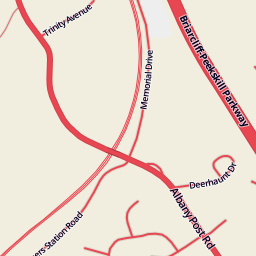 Trinity Avenue
Briarcliff-Peekskill Parkway
Memorial Drive
Deerhaunt Dr
Albany Post Rd
ers Station Road